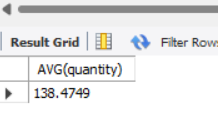 Result Grid Filter Rows
AVG(quantity)
138.4749